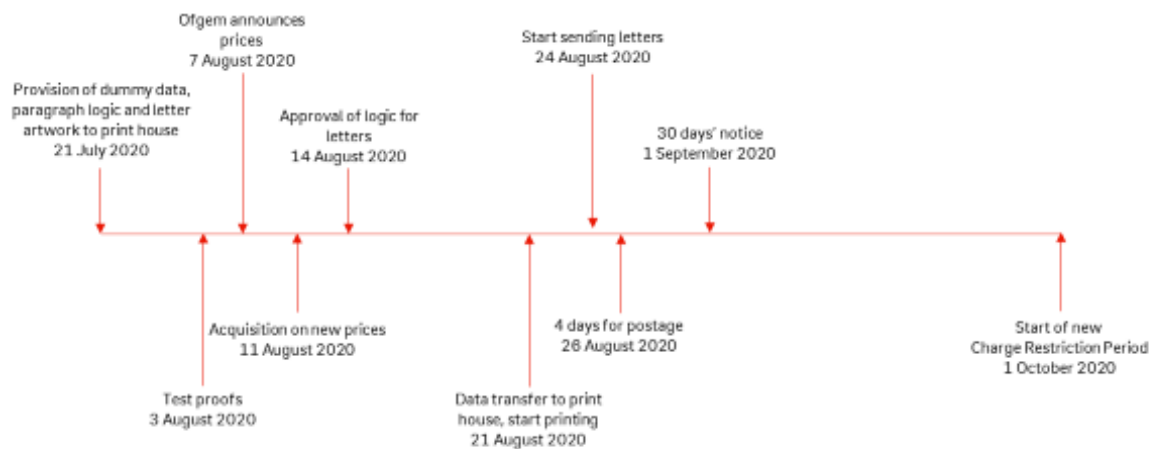 Ofgem announces
prices
7 August 2020
Start sending letters
24 August 2020
Provision of dummy data,
paragraph logic and letter
artwork to print house
21 July 2020
Approval of logic for
letters
14 August 2020
30 days' notice
1 September 2020
Acquisition on new prices
11 August 2020
4 days for postage
26 August 2020
Start of new
Charge Restriction Period
1 October 2020
Test proofs
3 August 2020
Data transfer to print
house, start printing
21 August 2020